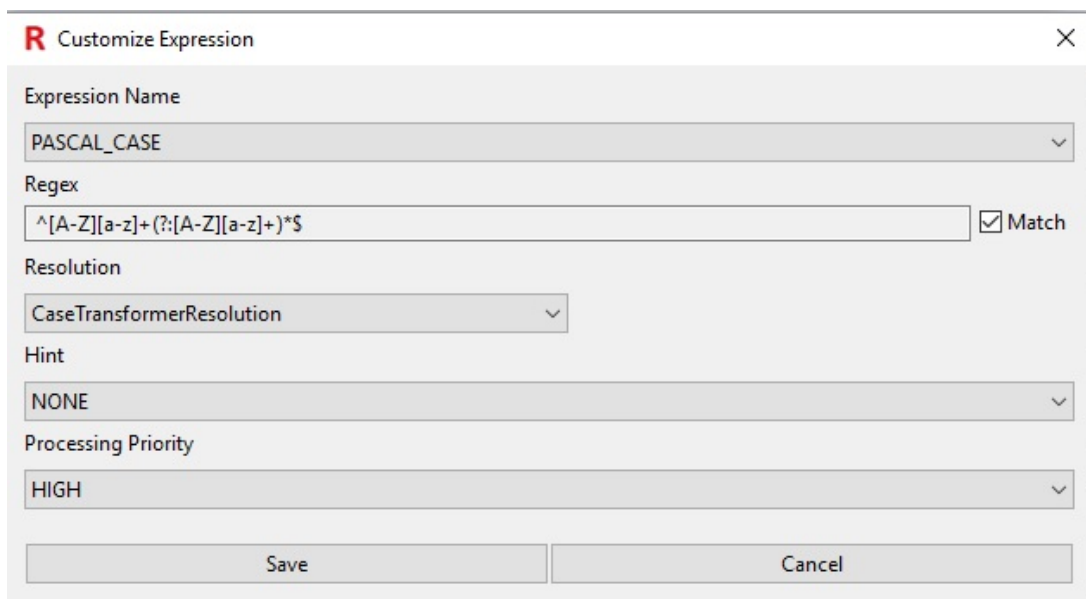 R Customize Expression
Expression Name
PASCAL_CASE
Regex
^[A-Z][a-z]+(?:[A-Z][a-z]+)*$ Match
Resolution
CaseTransformerResolution
Hint
NONE
Processing Priority
HIGH
Save Cancel